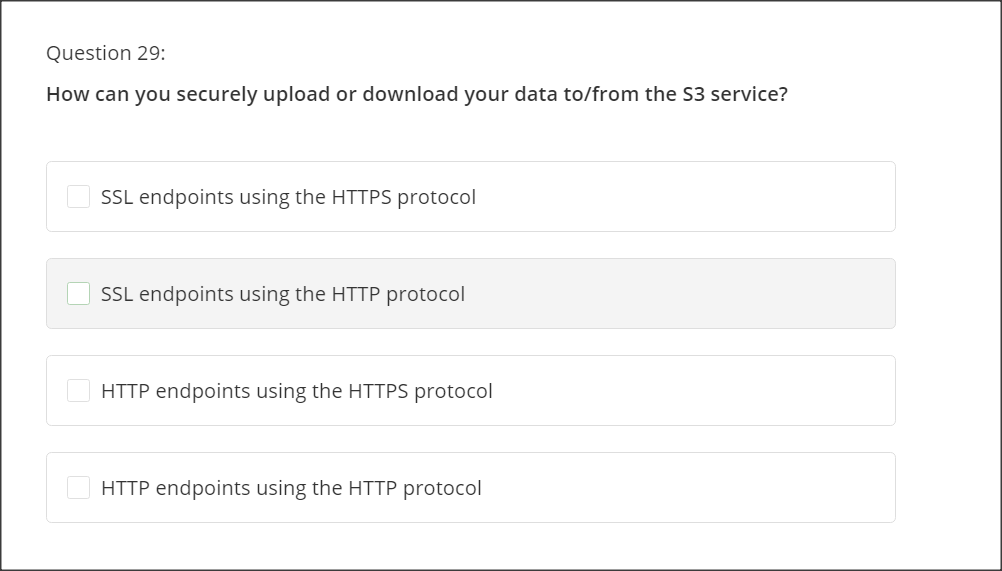 Question 29:
How can you securely upload or download your data to/from the S3 service?
SSL endpoints using the HTTPS protocol
SSL endpoints using the HTTP protocol
HTTP endpoints using the HTTPS protocol
HTTP endpoints using the HTTP protocol